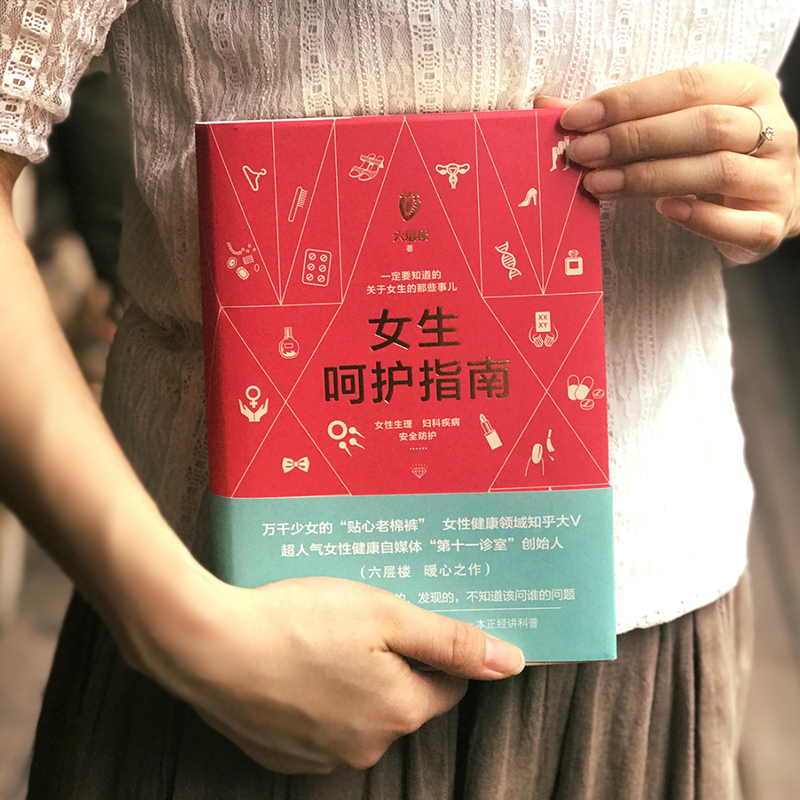 六层楼
著
一定要知道的
关于女生的那些事儿
女生
呵护指南
XX
XY
女性生理 妇科疾病
安全防护
……
万千少女的“贴心老棉裤” 女性健康领域知乎大V
超人气女性健康自媒体“第十一诊室”创始人
（六层楼 暖心之作）
的，发现的，不知道该问谁的问题
一本正经讲科普